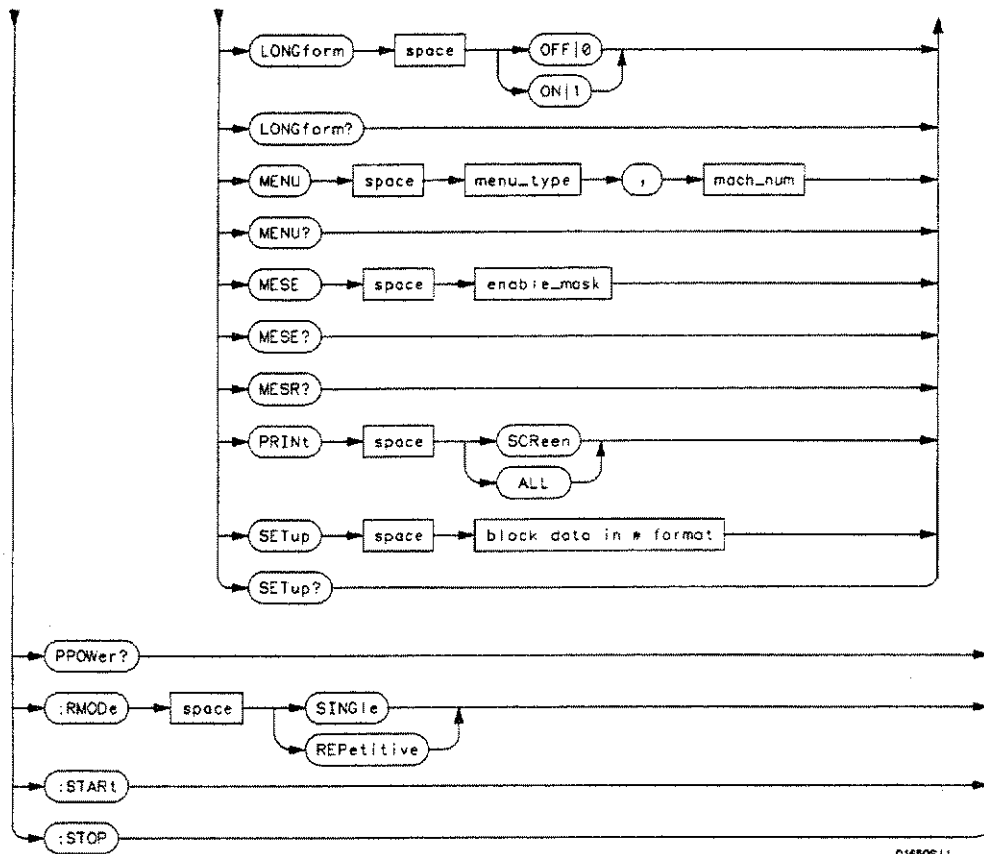 LONGform space OFF|0
ON|1
LONGform?
MENU space menu_type , mach_num
MENU?
MESE space enable_mask
MESE?
MESR?
PRINt space SCReen
ALL
SETup space block data in # format
SETup?
PPOWer?
:RMODe space SINGle
REPetitive
:STARt
:STOP